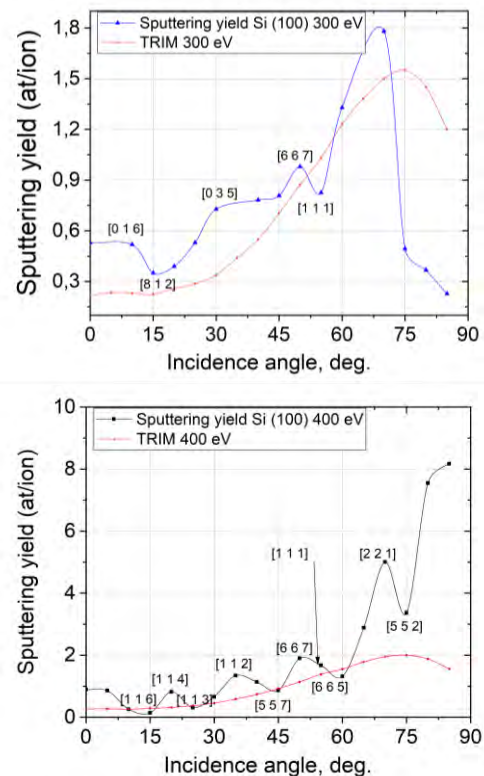 Sputtering yield Si (100) 300 eV
TRIM 300 eV
Sputtering yield (at/ion)
1.8
1.5
1.2
0.9
0.6
0.3
[0 1 6]
[8 1 2]
[0 3 5]
[6 6 7]
[1 1 1]
0 15 30 45 60 75 90
Incidence angle, deg.
Sputtering yield Si (100) 400 eV
TRIM 400 eV
Sputtering yield (at/ion)
10
8
6
4
2
0
[1 1 6]
[1 1 4]
[1 1 3]
[1 1 2]
[5 5 7]
[6 6 7]
[1 1 1]
[6 6 5]
[2 2 1]
[5 5 2]
0 15 30 45 60 75 90
Incidence angle, deg.